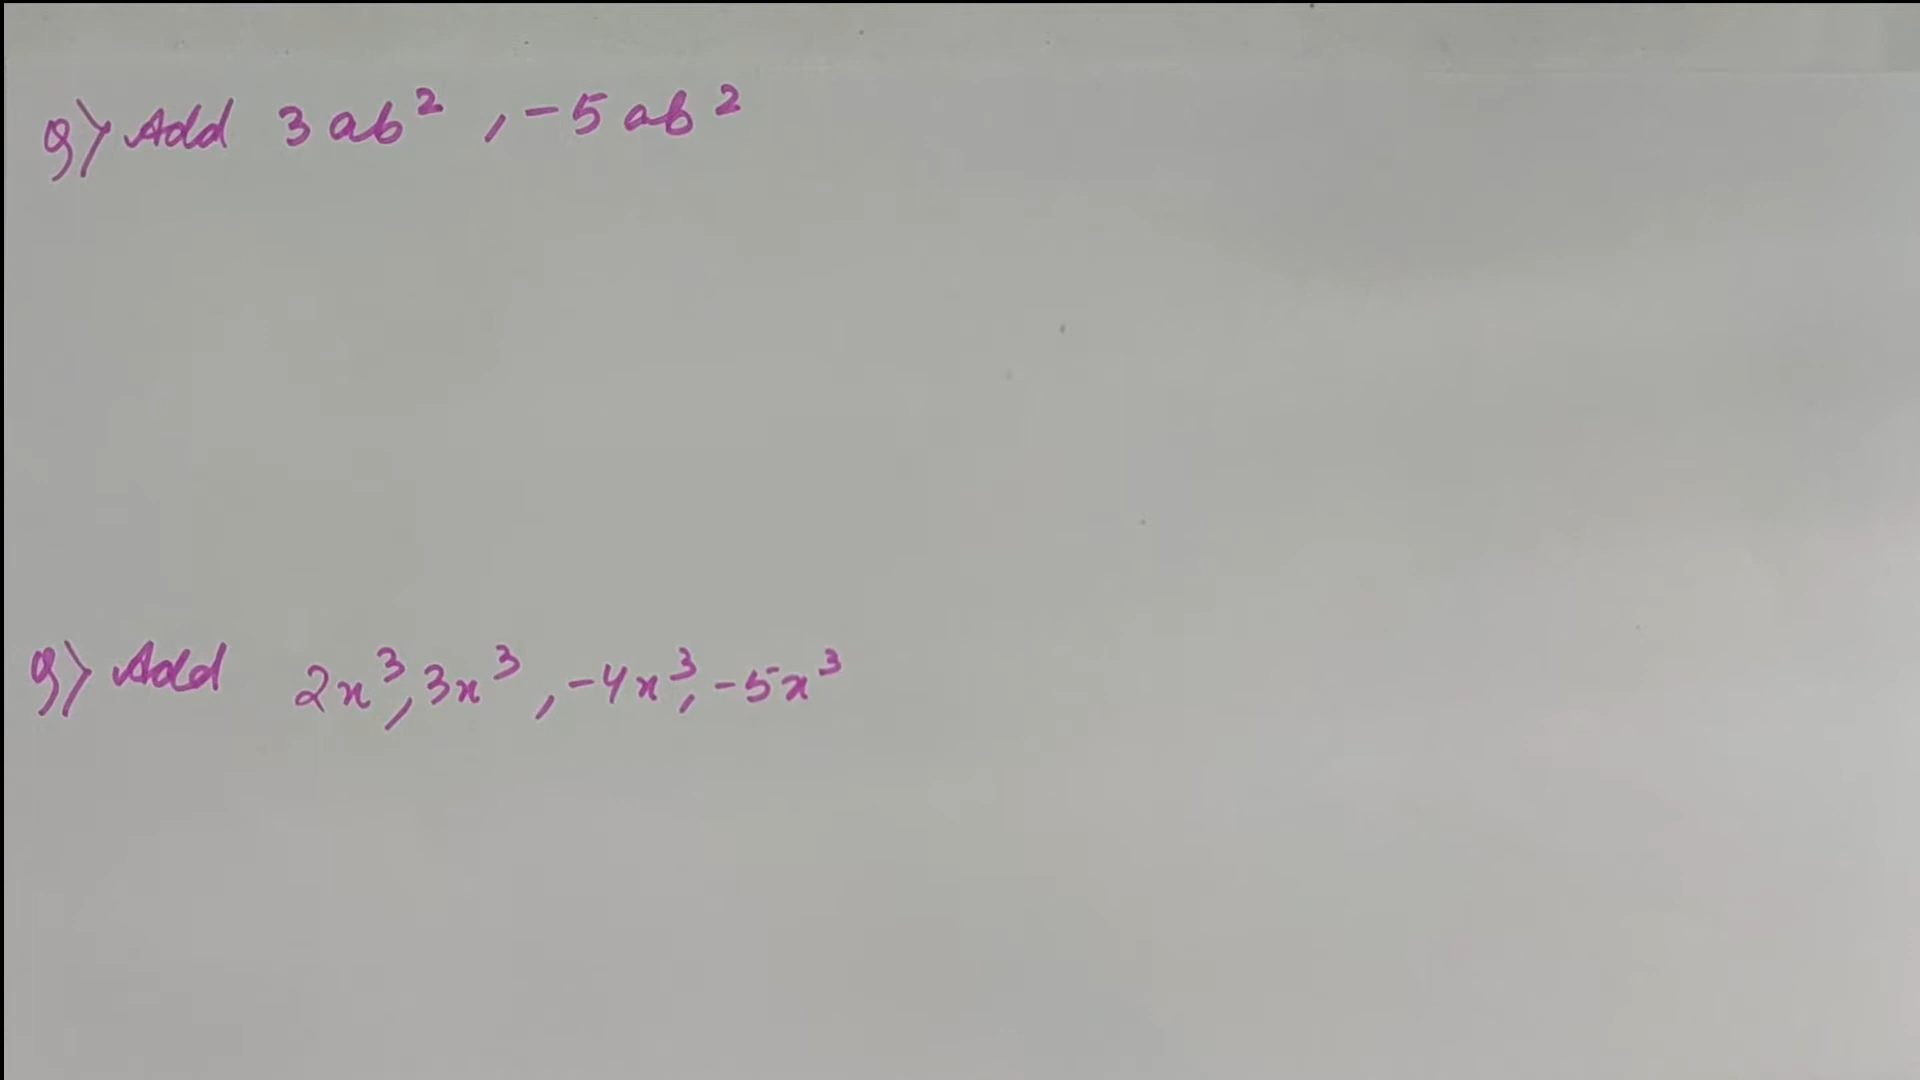 Q) Add 3ab², -5ab²
Q) Add 2x³, 3x³, -4x³, -5x³